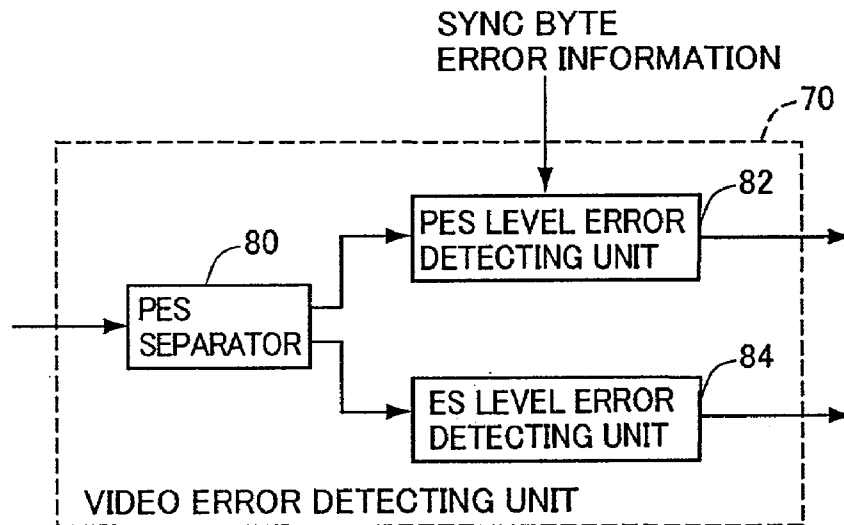 SYNC BYTE
ERROR INFORMATION
70
82
PES LEVEL ERROR
DETECTING UNIT
80
PES
SEPARATOR
84
ES LEVEL ERROR
DETECTING UNIT
VIDEO ERROR DETECTING UNIT